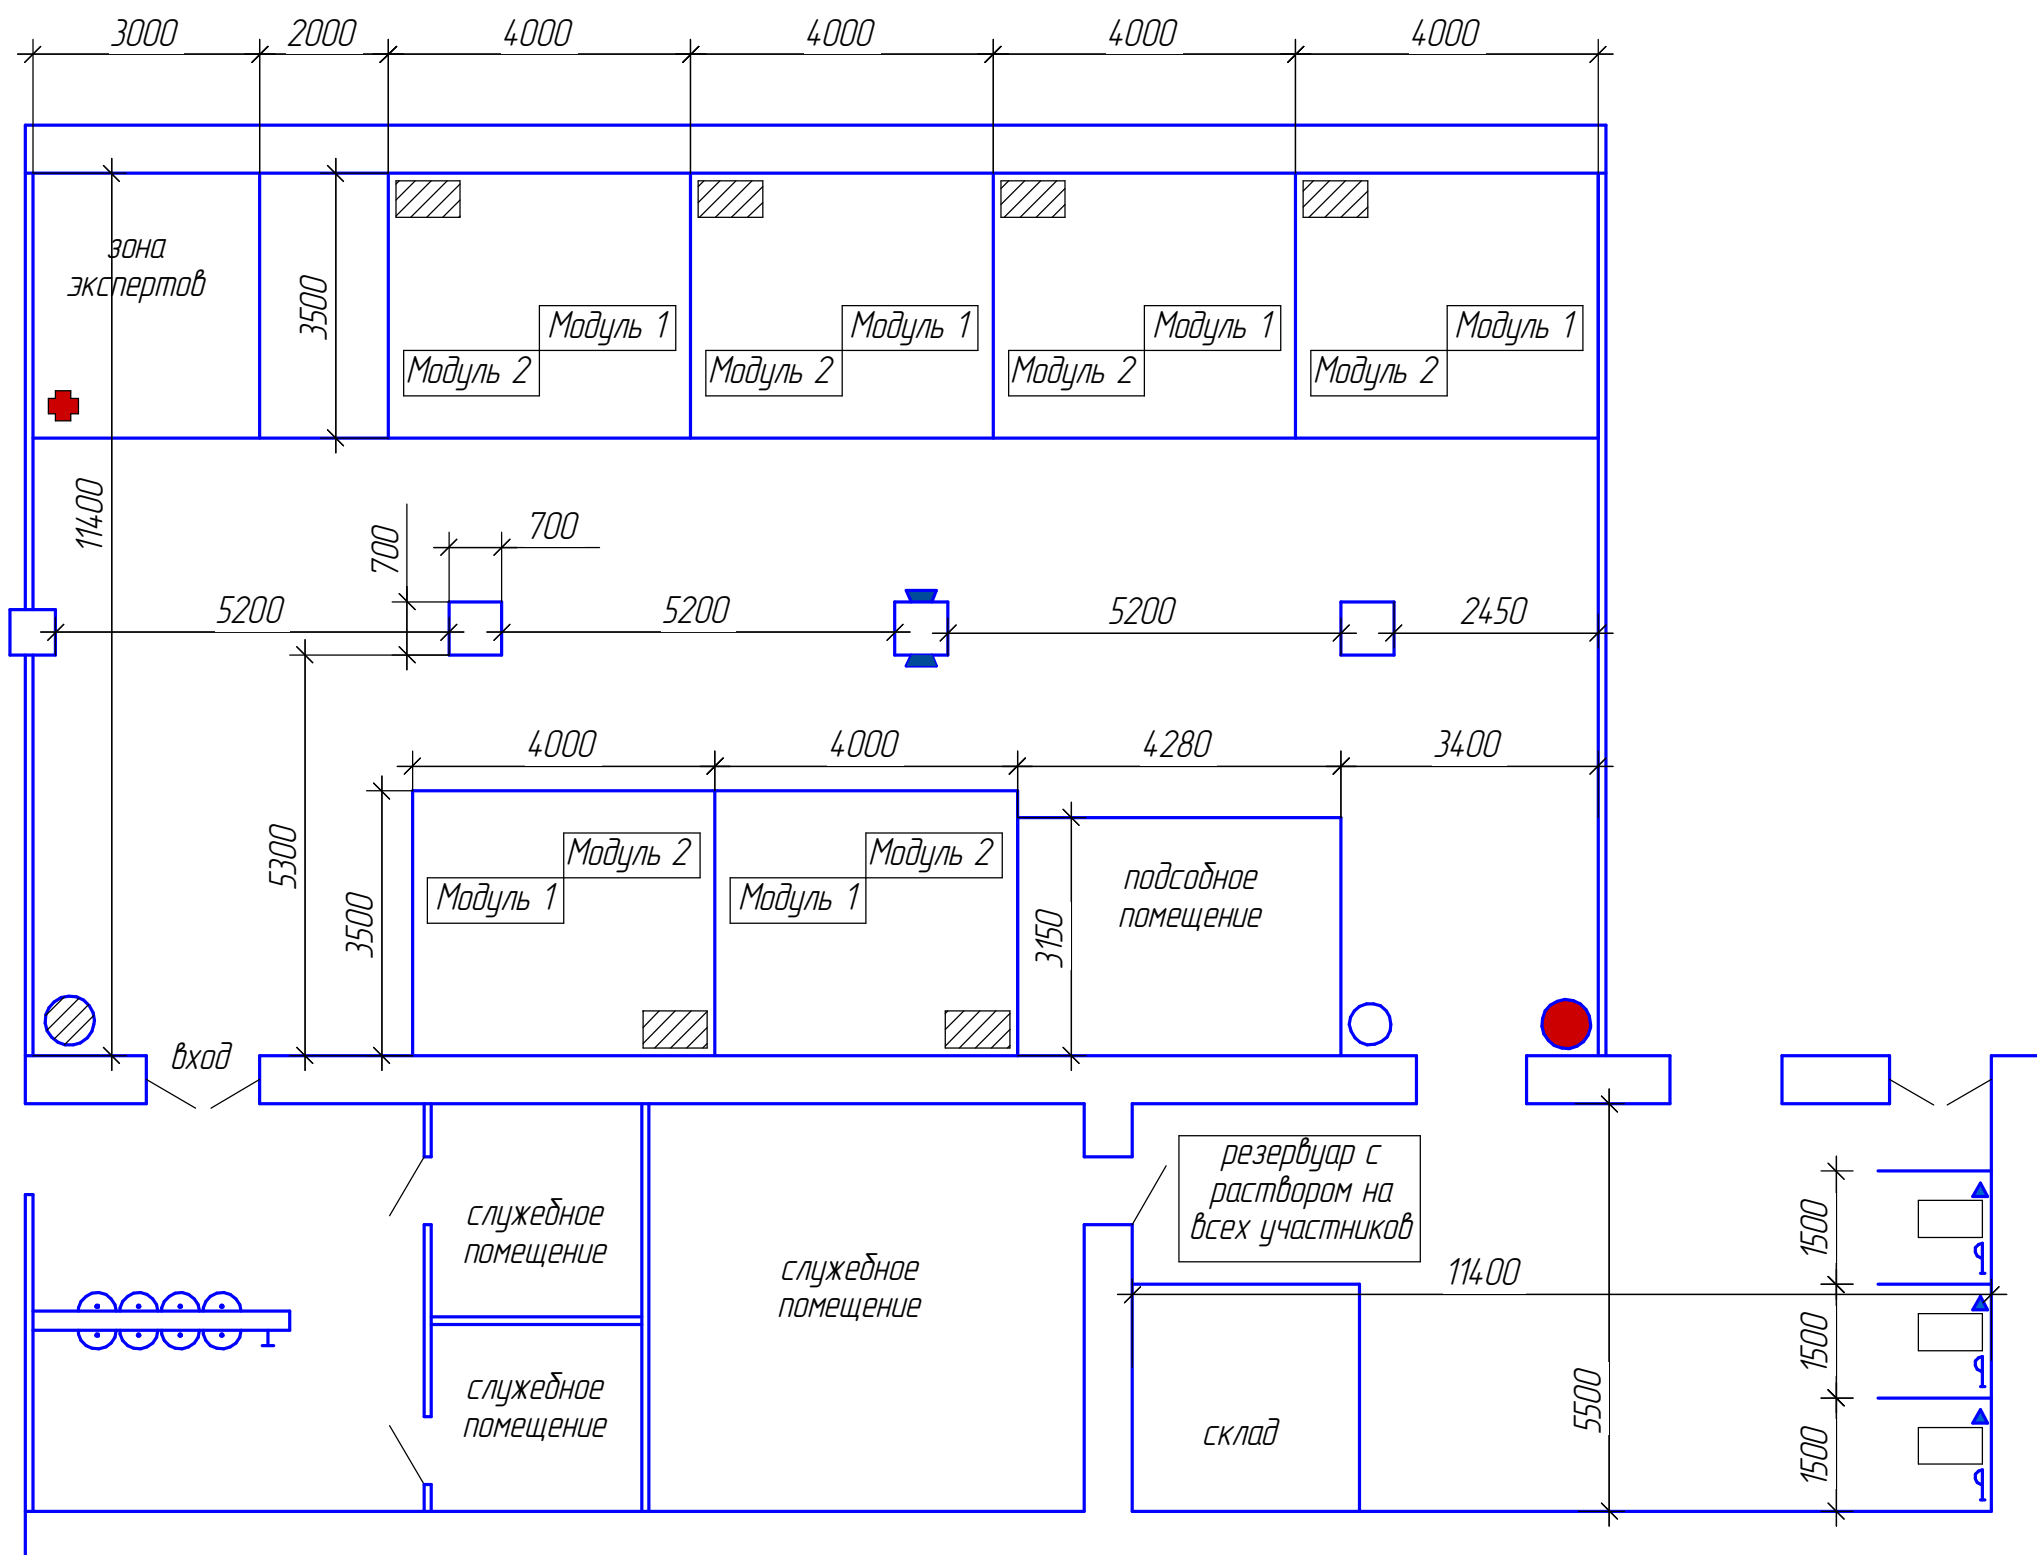 3000
2000
4000
4000
4000
4000
зона
экспертов
3500
Модуль 1
Модуль 2
Модуль 1
Модуль 2
Модуль 1
Модуль 2
Модуль 1
Модуль 2
11400
700
700
5200
5200
5200
2450
4000
4000
4280
3400
5300
3500
Модуль 2
Модуль 1
Модуль 2
Модуль 1
3150
подсобное
помещение
вход
служебное
помещение
служебное
помещение
служебное
помещение
резервуар с
раствором на
всех участников
11400
склад
5500
1500
1500
1500